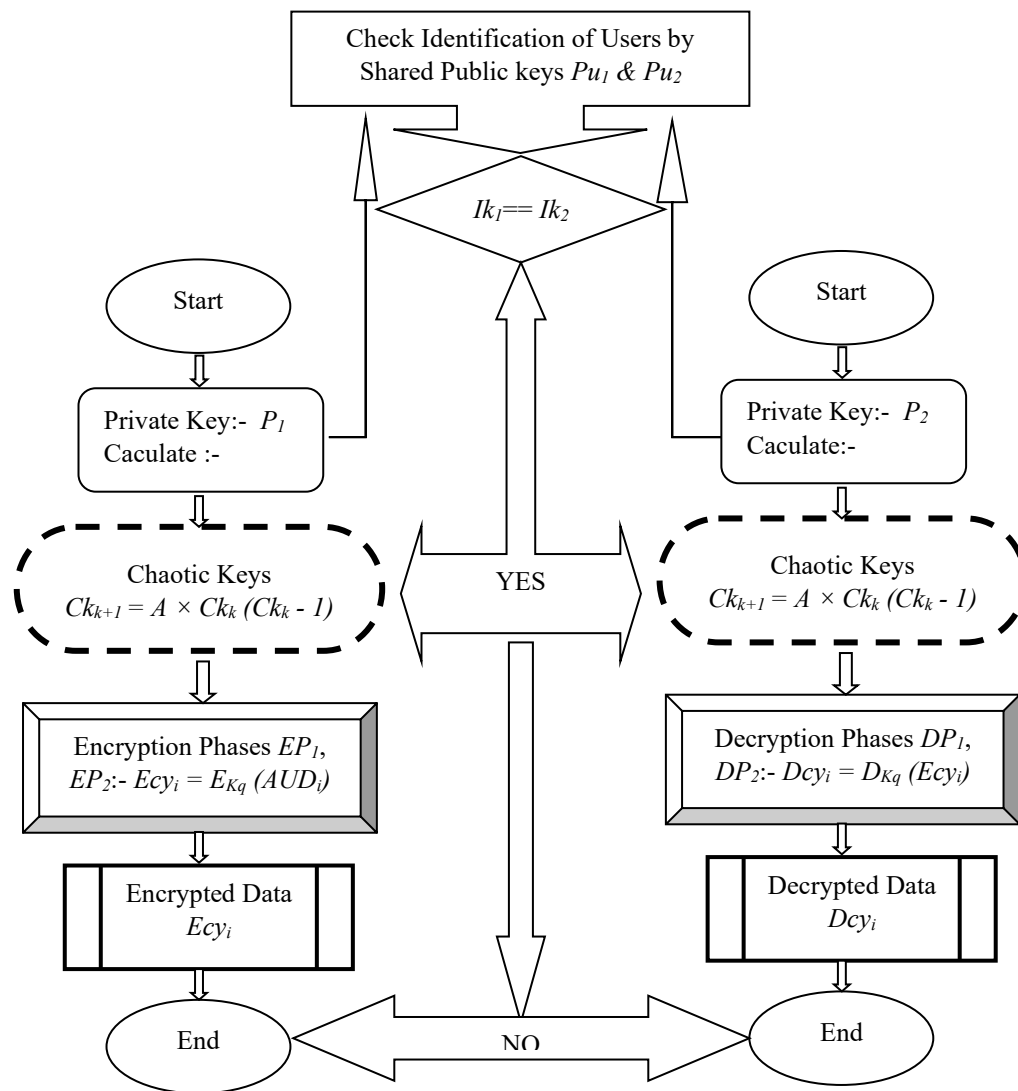 Check Identification of Users by
Shared Public keys Pu₁ & Pu₂
Ik₁== Ik₂
Start
Start
Private Key:- P₁
Caculate :-
Private Key:- P₂
Caculate:-
YES
Chaotic Keys
Ckₖ₊₁ = A × Ckₖ (Ckₖ - 1)
Chaotic Keys
Ckₖ₊₁ = A × Ckₖ (Ckₖ - 1)
Encryption Phases EP₁,
EP₂:- Ecyᵢ = E_Kq (AUDᵢ)
Decryption Phases DP₁,
DP₂:- Dcyᵢ = D_Kq (Ecyᵢ)
Encrypted Data
Ecyᵢ
Decrypted Data
Dcyᵢ
End
End
NO